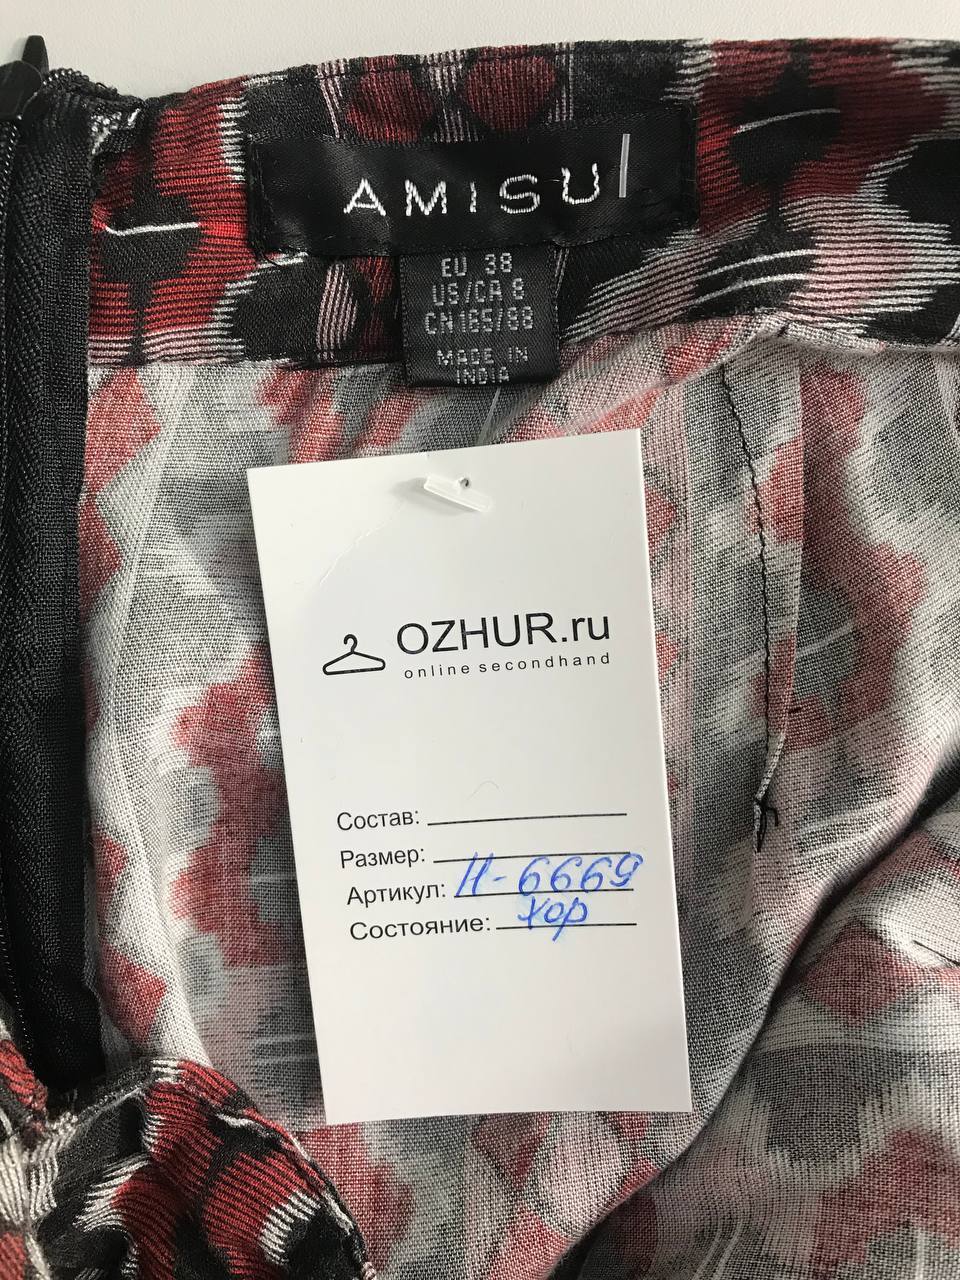 AMISU
EU 38
US/CA 8
CN 165/88
MADE IN
INDIA
OZHUR.ru
online secondhand
Состав:
Размер:
Артикул: Н-6669
Состояние: хор